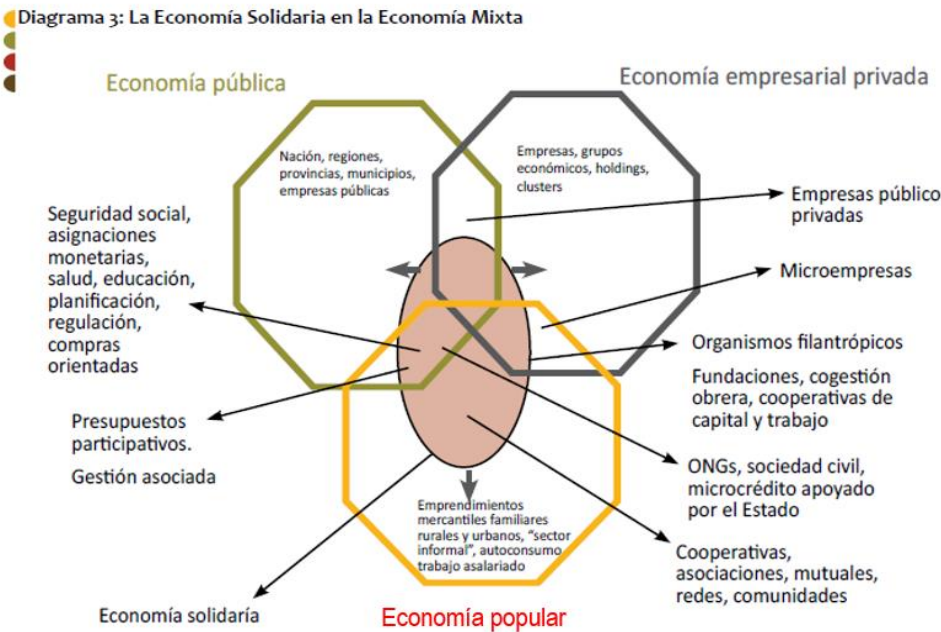 Diagrama 3: La Economía Solidaria en la Economía Mixta
Economía pública
Economía empresarial privada
Nación, regiones,
provincias, municipios,
empresas públicas
Empresas, grupos
económicos, holdings,
clusters
Seguridad social,
asignaciones
monetarias,
salud, educación,
planificación,
regulación,
compras
orientadas
Presupuestos
participativos.
Gestión asociada
Economía solidaría
Empresas público
privadas
Microempresas
Organismos filantrópicos
Fundaciones, cogestión
obrera, cooperativas de
capital y trabajo
ONGs, sociedad civil,
microcrédito apoyado
por el Estado
Cooperativas,
asociaciones, mutuales,
redes, comunidades
Emprendimientos
mercantiles familiares
rurales y urbanos, “sector
informal”, autoconsumo
trabajo asalariado
Economía popular